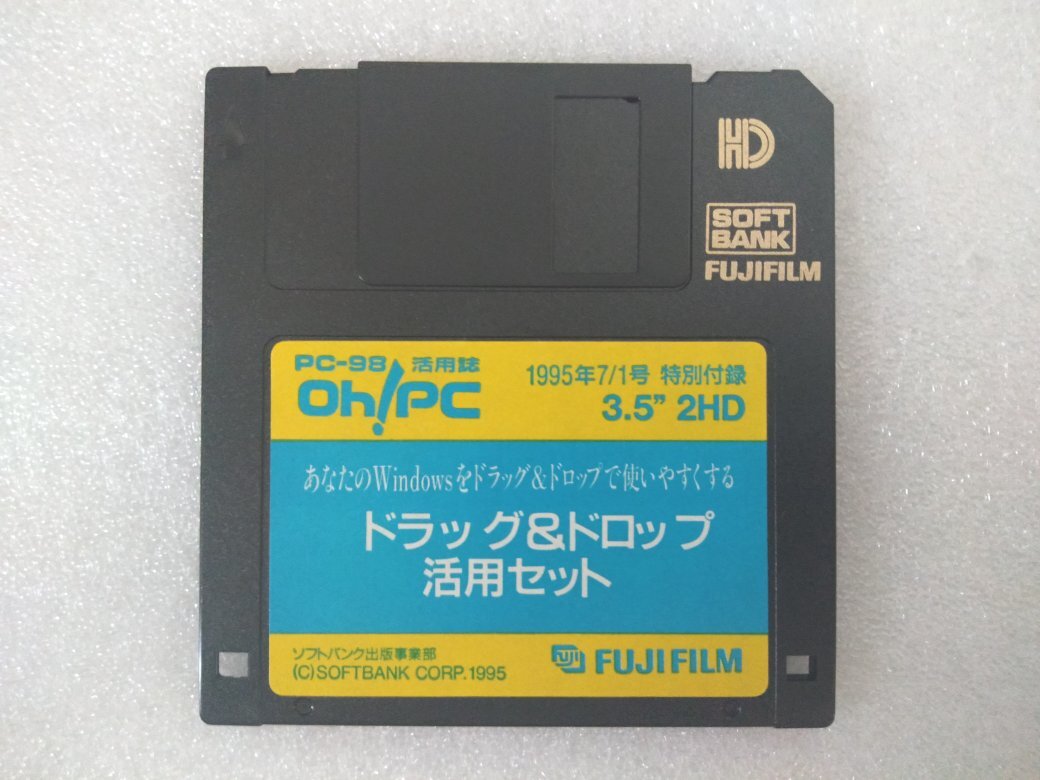 HD
SOFT
BANK
FUJIFILM
PC-98 活用誌
Oh!PC
1995年7/1号 特別付録
3.5” 2HD
あなたのWindowsをドラッグ&ドロップで使いやすくする
ドラッグ&ドロップ
活用セット
ソフトバンク出版事業部
(C)SOFTBANK CORP.1995
FUJI FUJIFILM